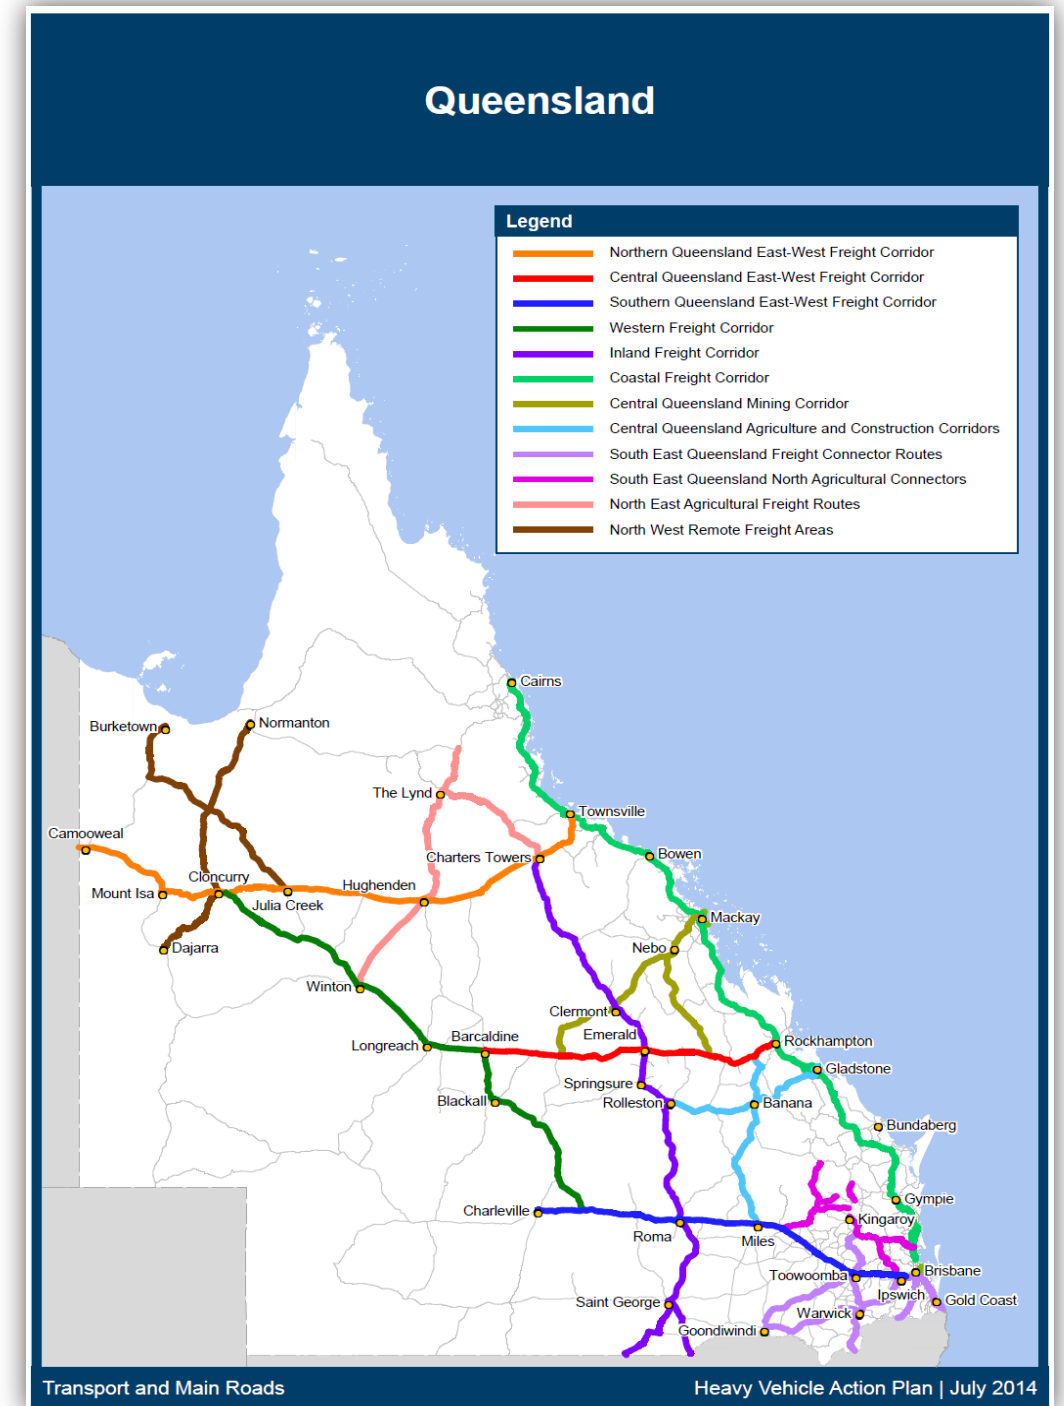 Queensland
Legend
Northern Queensland East-West Freight Corridor
Central Queensland East-West Freight Corridor
Southern Queensland East-West Freight Corridor
Western Freight Corridor
Inland Freight Corridor
Coastal Freight Corridor
Central Queensland Mining Corridor
Central Queensland Agriculture and Construction Corridors
South East Queensland Freight Connector Routes
South East Queensland North Agricultural Connectors
North East Agricultural Freight Routes
North West Remote Freight Areas
Cairns
Burketown
Normanton
The Lynd
Townsville
Camooweal
Charters Towers
Bowen
Cloncurry
Hughenden
Mount Isa
Julia Creek
Mackay
Dajarra
Nebo
Winton
Clermont
Barcaldine
Emerald
Rockhampton
Longreach
Gladstone
Springsure
Blackall
Rolleston
Banana
Bundaberg
Gympie
Charleville
Kingaroy
Roma
Miles
Toowoomba
Brisbane
Ipswich
Gold Coast
Saint George
Warwick
Goondiwindi
Transport and Main Roads
Heavy Vehicle Action Plan | July 2014